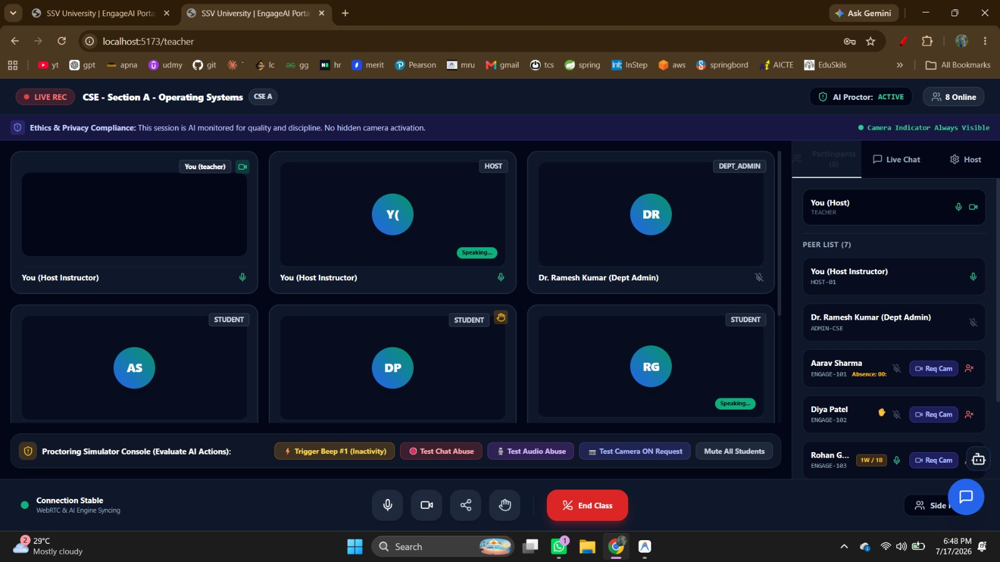 SSV University | EngageAI Porta
SSV University | EngageAI Porta
Ask Gemini
localhost:5173/teacher
yt
gpt
apna
udmy
git
lc
gg
hr
merit
Pearson
mru
gmail
tcs
spring
InStep
aws
springbord
AICTE
EduSkils
All Bookmarks
LIVE REC
CSE - Section A - Operating Systems
CSE A
AI Proctor: ACTIVE
8 Online
Ethics & Privacy Compliance: This session is AI monitored for quality and discipline. No hidden camera activation.
Camera Indicator Always Visible
You (teacher)
You (Host Instructor)
HOST
Y(
Speaking...
You (Host Instructor)
DEPT_ADMIN
DR
Dr. Ramesh Kumar (Dept Admin)
STUDENT
AS
STUDENT
DP
STUDENT
RG
Speaking...
Proctoring Simulator Console (Evaluate AI Actions):
Trigger Beep #1 (Inactivity)
Test Chat Abuse
Test Audio Abuse
Test Camera ON Request
Mute All Students
Participants
(8)
Live Chat
Host
You (Host)
TEACHER
PEER LIST (7)
You (Host Instructor)
HOST-01
Dr. Ramesh Kumar (Dept Admin)
ADMIN-CSE
Aarav Sharma
ENGAGE-101 Absence: 00:
Req Cam
Diya Patel
ENGAGE-102
Req Cam
Rohan G...
ENGAGE-103
1W / 1B
Req Cam
Connection Stable
WebRTC & AI Engine Syncing
End Class
Side
2
29°C
Mostly cloudy
Search
1
6:48 PM
7/17/2026